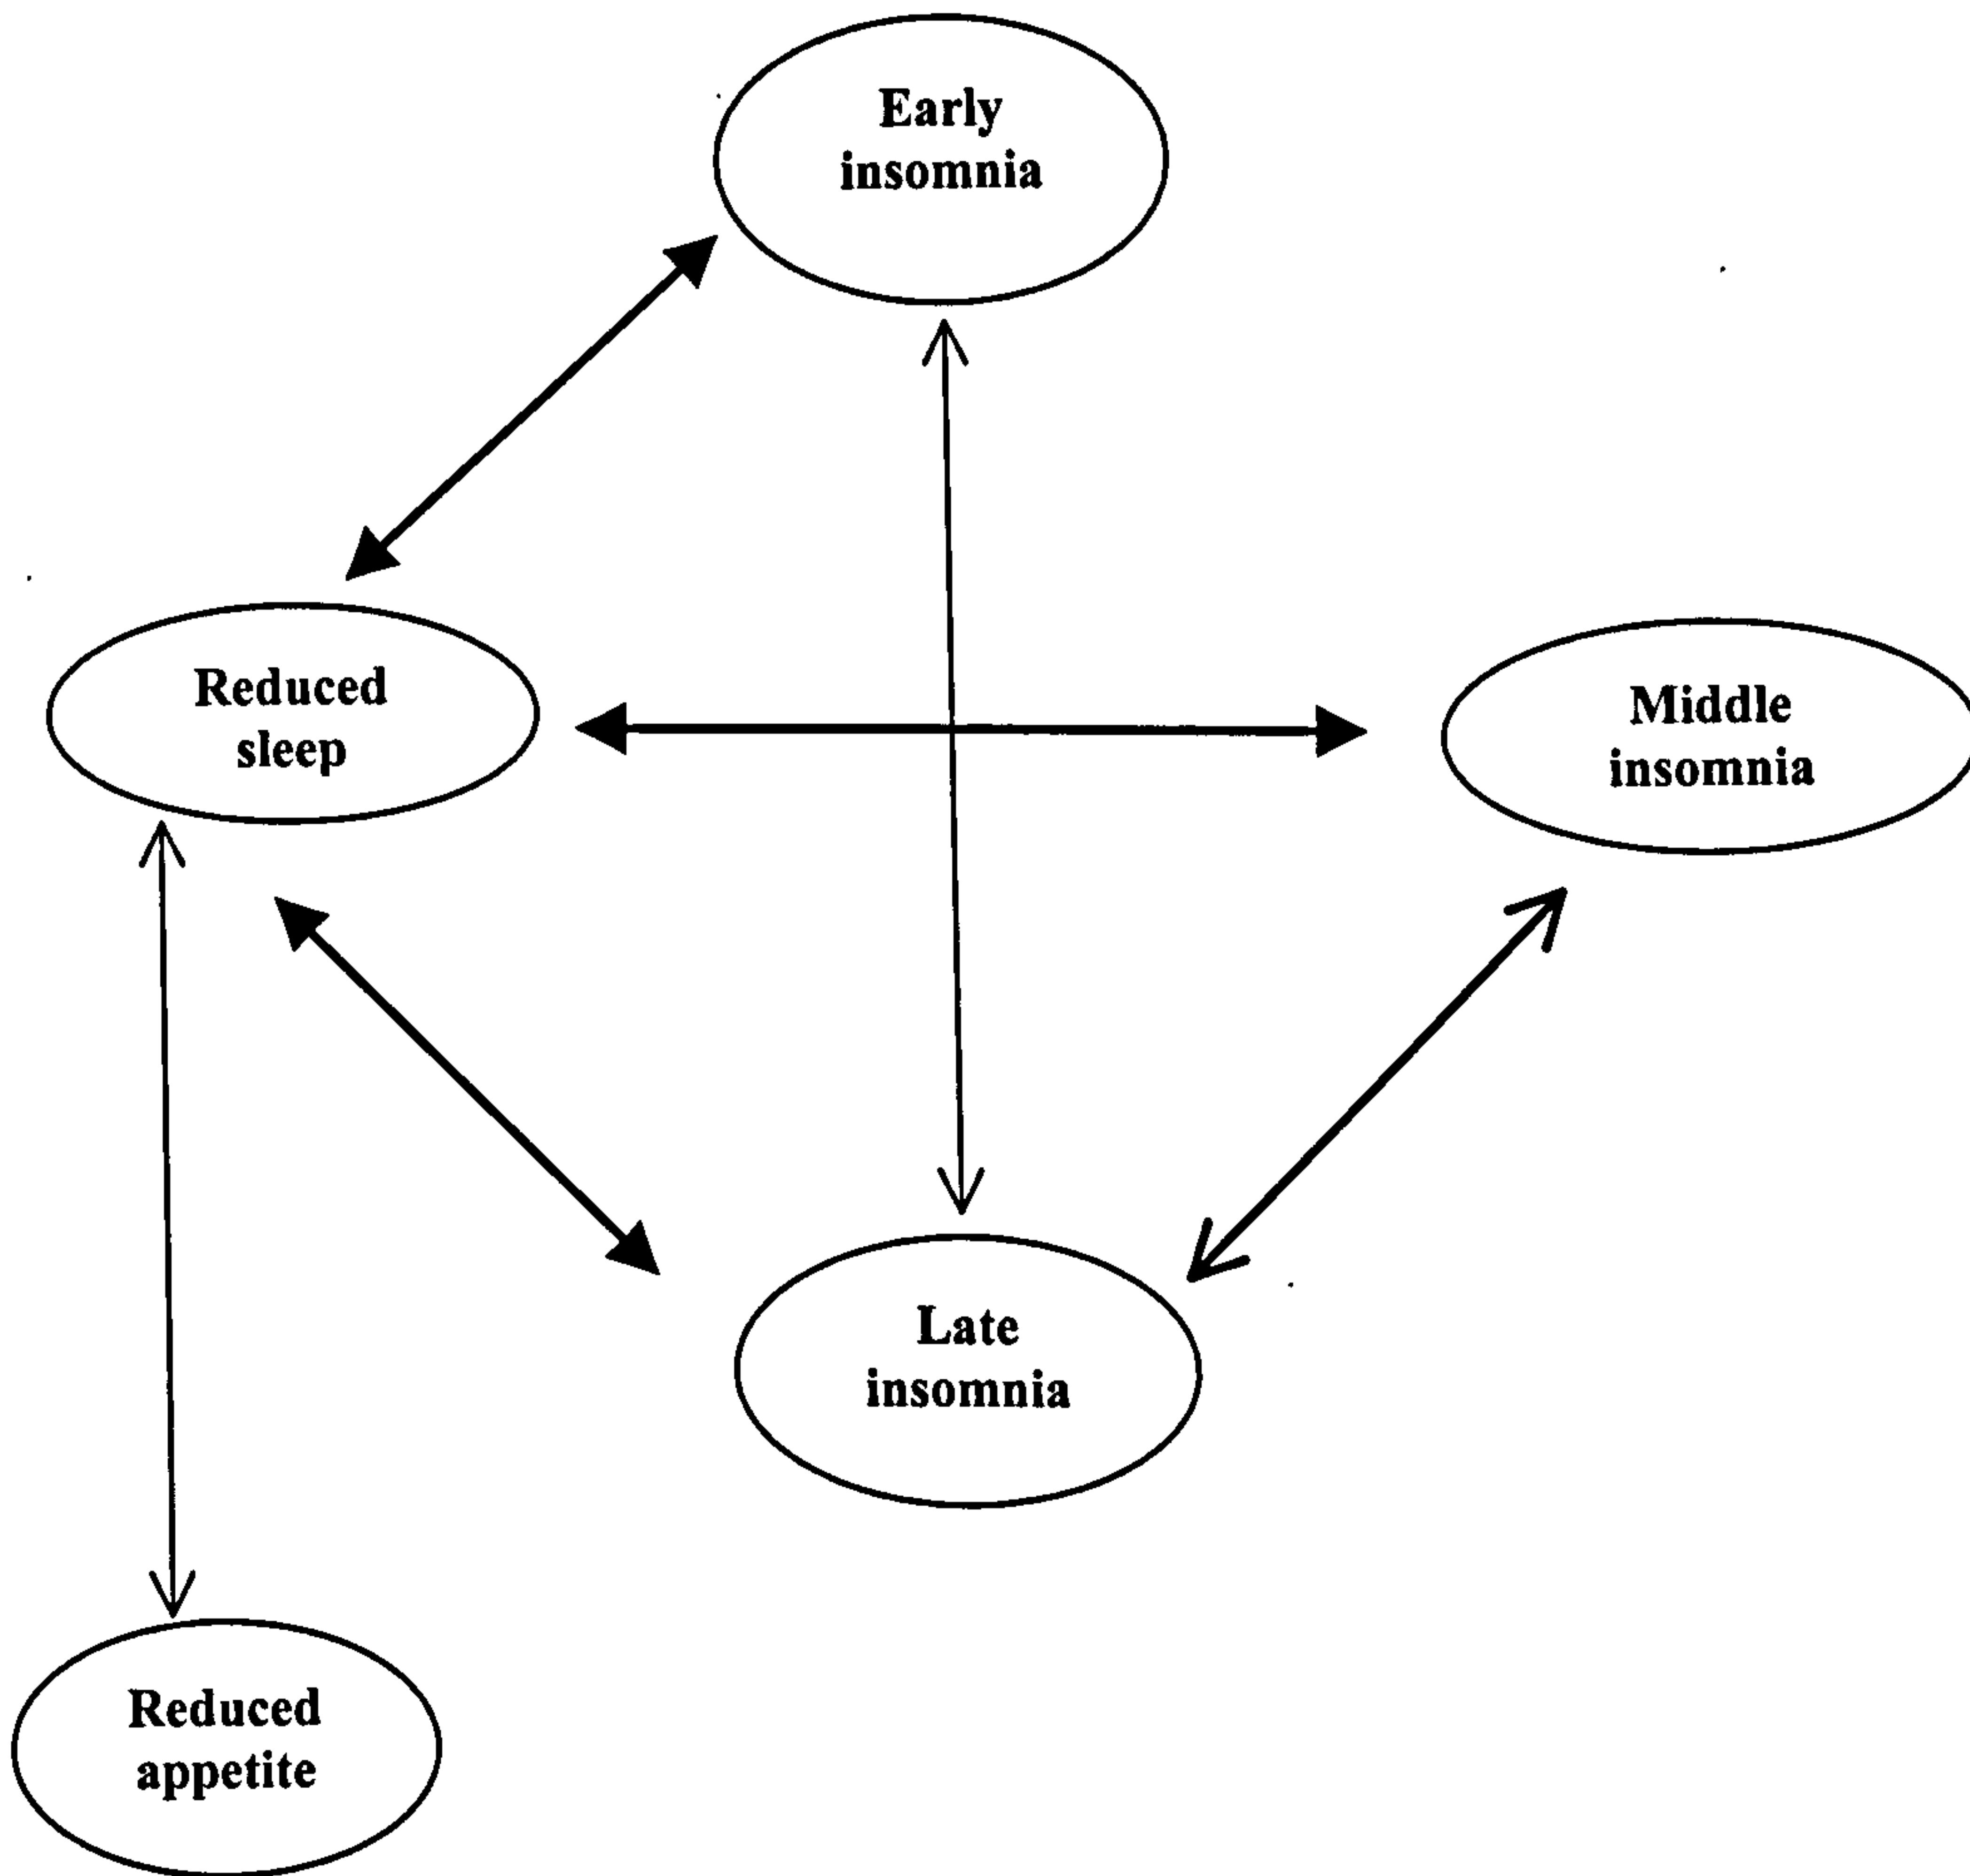 Early
insomnia
Reduced
sleep
Middle
insomnia
Late
insomnia
Reduced
appetite